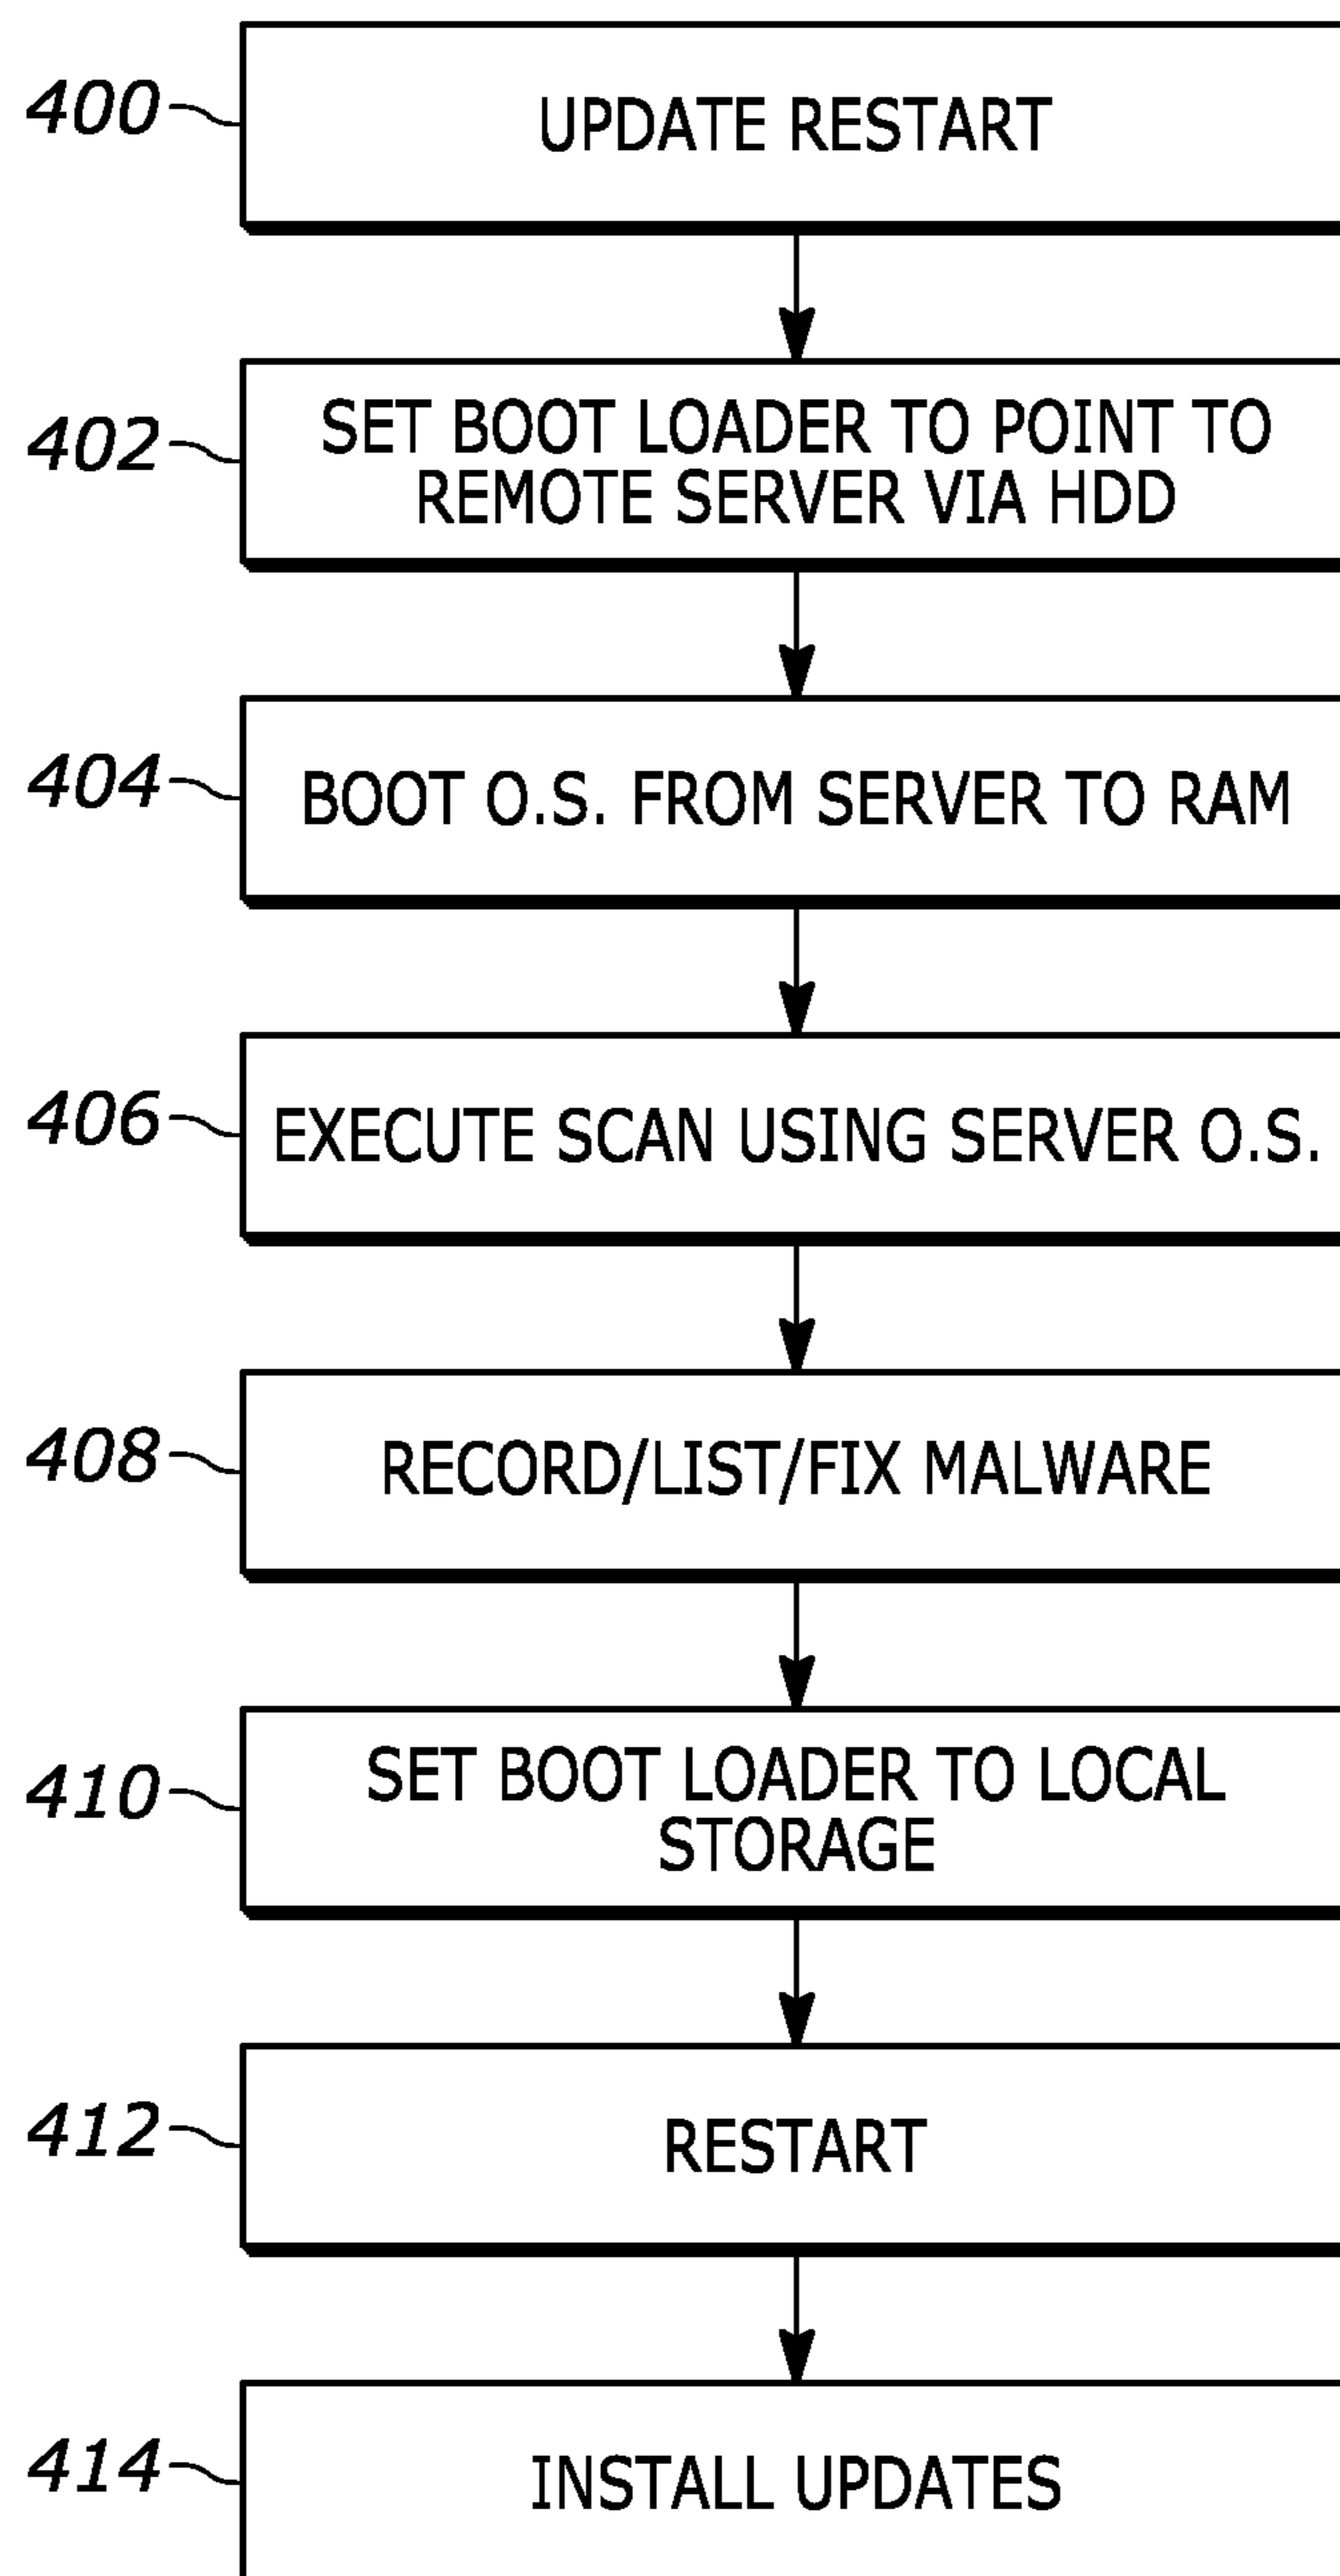 400
UPDATE RESTART
402
SET BOOT LOADER TO POINT TO
REMOTE SERVER VIA HDD
404
BOOT O.S. FROM SERVER TO RAM
406
EXECUTE SCAN USING SERVER O.S.
408
RECORD/LIST/FIX MALWARE
410
SET BOOT LOADER TO LOCAL
STORAGE
412
RESTART
414
INSTALL UPDATES